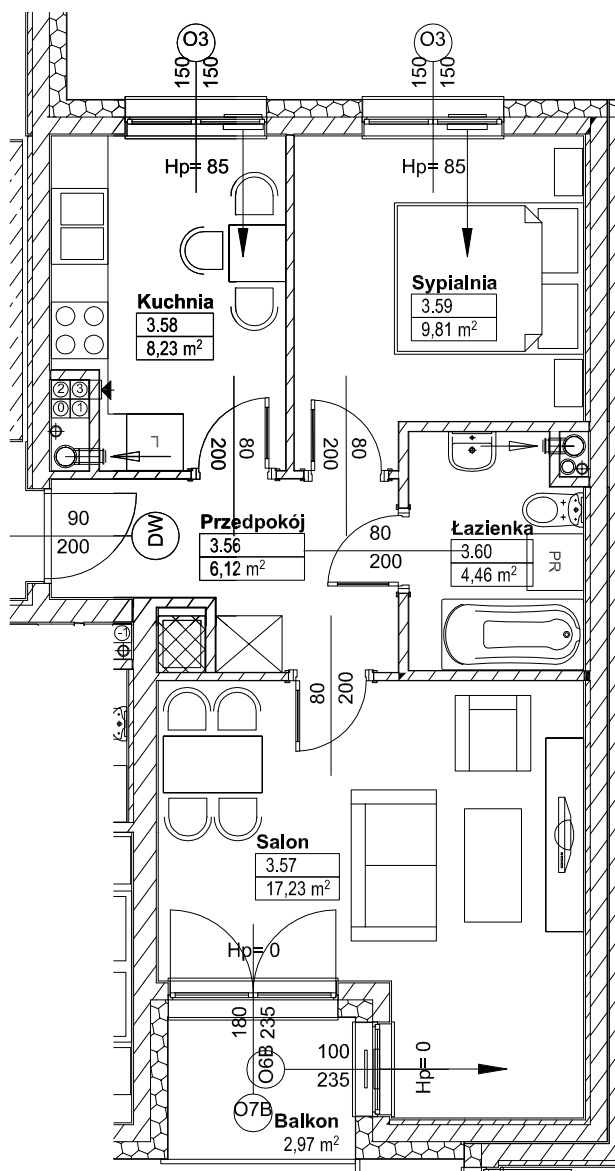 O3
O3
150
150
150
150
Hp= 85
Hp= 85
Kuchnia
3.58
8,23 m²
Sypialnia
3.59
9,81 m²
2
3
0
1
L
200
80
200
80
90
200
DW
Przedpokój
3.56
6,12 m²
80
200
Łazienka
3.60
4,46 m²
PR
-1
80
200
Salon
3.57
17,23 m²
Hp= 0
180
235
O6B
100
235
Hp= 0
O7B
Balkon
2,97 m²